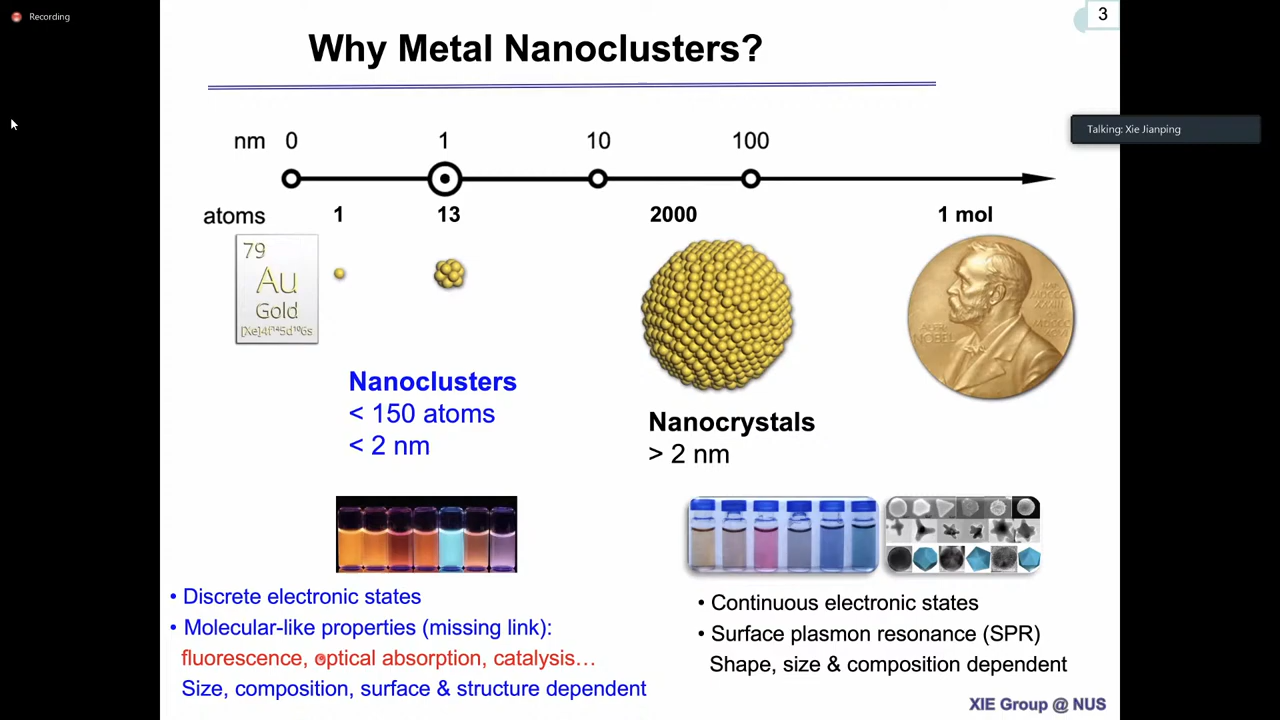 Recording
3
Why Metal Nanoclusters?
Talking: Xie Jianping
nm 0 1 10 100
atoms 1 13 2000 1 mol
79
Au
Gold
[Xe]4f¹⁴5d¹⁰6s
Nanoclusters
< 150 atoms
< 2 nm
Nanocrystals
> 2 nm
• Discrete electronic states
• Molecular-like properties (missing link):
fluorescence, optical absorption, catalysis…
Size, composition, surface & structure dependent
• Continuous electronic states
• Surface plasmon resonance (SPR)
Shape, size & composition dependent
XIE Group @ NUS